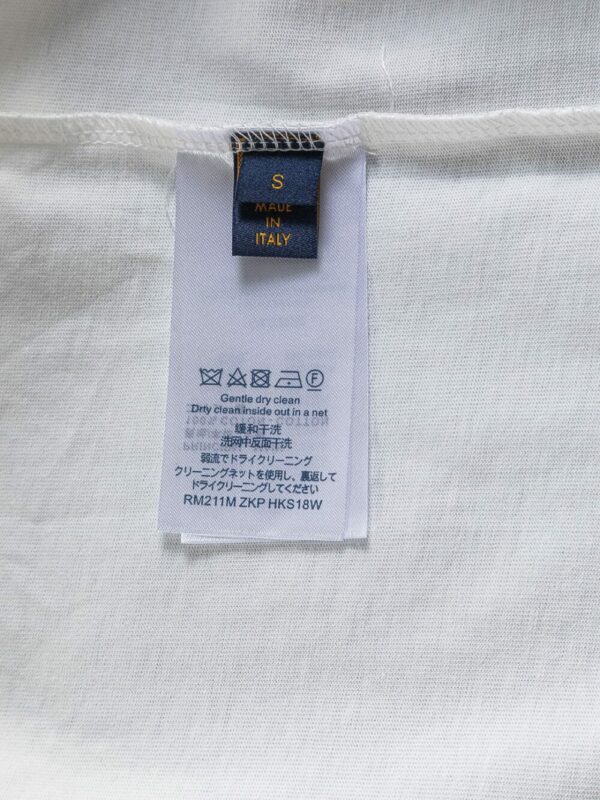 S
MADE
IN
ITALY
F
Gentle dry clean
Drty clean inside out in a net
缓和干洗
洗网中反面干洗
弱流でドライクリーニング
クリーニングネットを使用し、裏返して
ドライクリーニングしてください
RM211M ZKP HKS18W